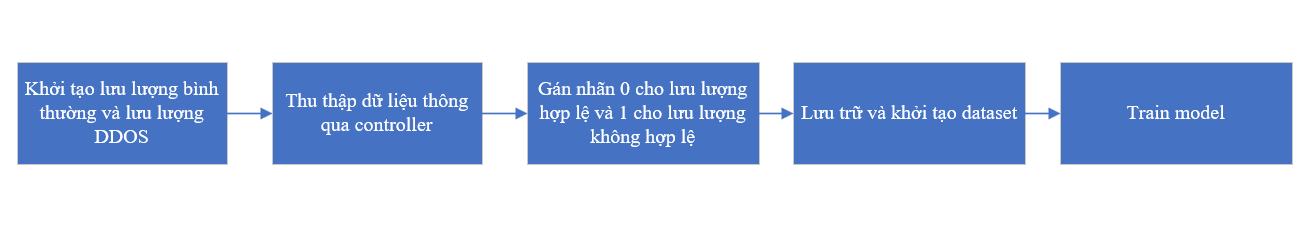 Khởi tạo lưu lượng bình
thường và lưu lượng
DDOS
Thu thập dữ liệu thông
qua controller
Gán nhãn 0 cho lưu lượng
hợp lệ và 1 cho lưu lượng
không hợp lệ
Lưu trữ và khởi tạo dataset
Train model